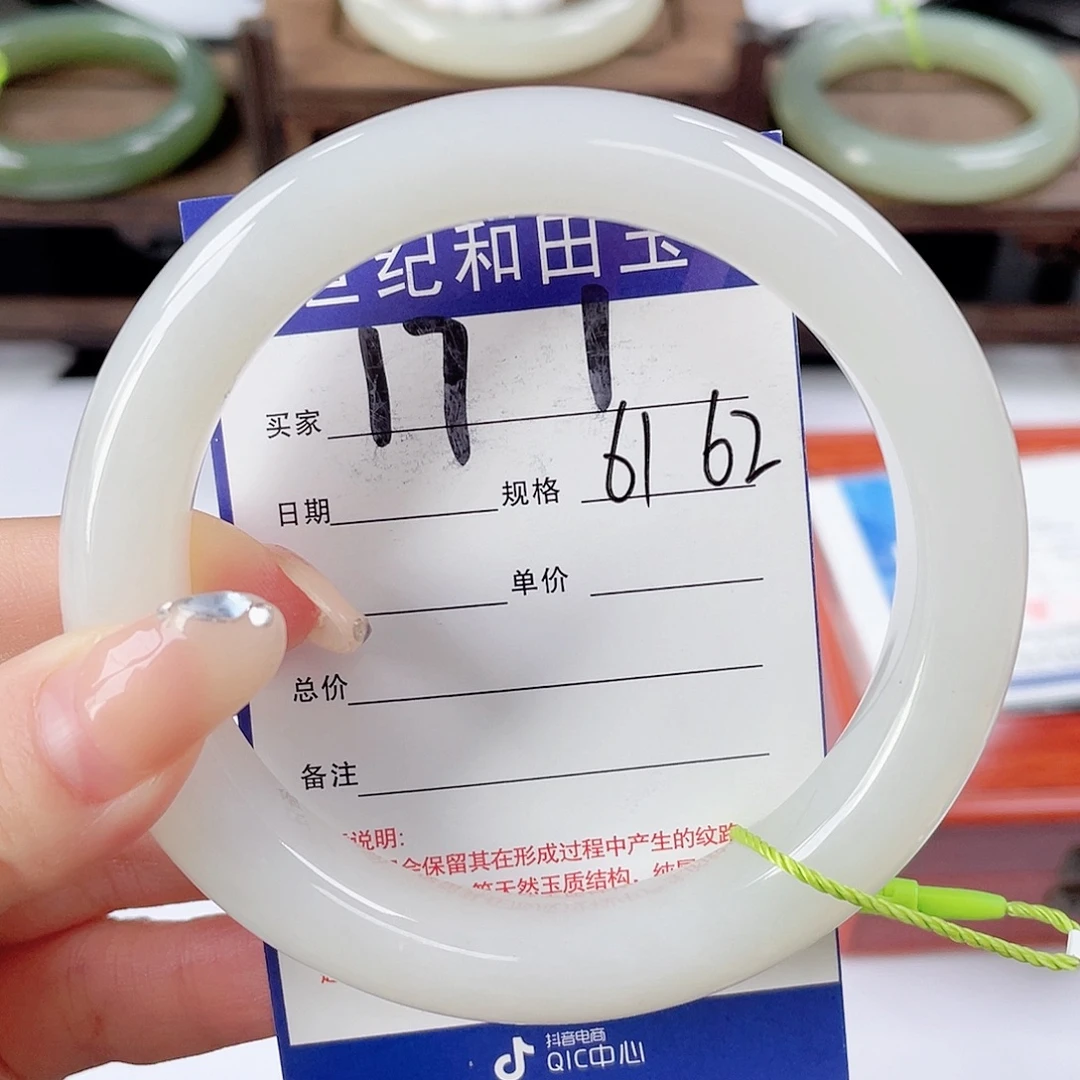 纪和田玉
17 1
买家
61 62
日期 规格
单价
总价
备注
说明:
保留其在形成过程中产生的纹路
等天然玉质结构,
抖音电商
QIC中心